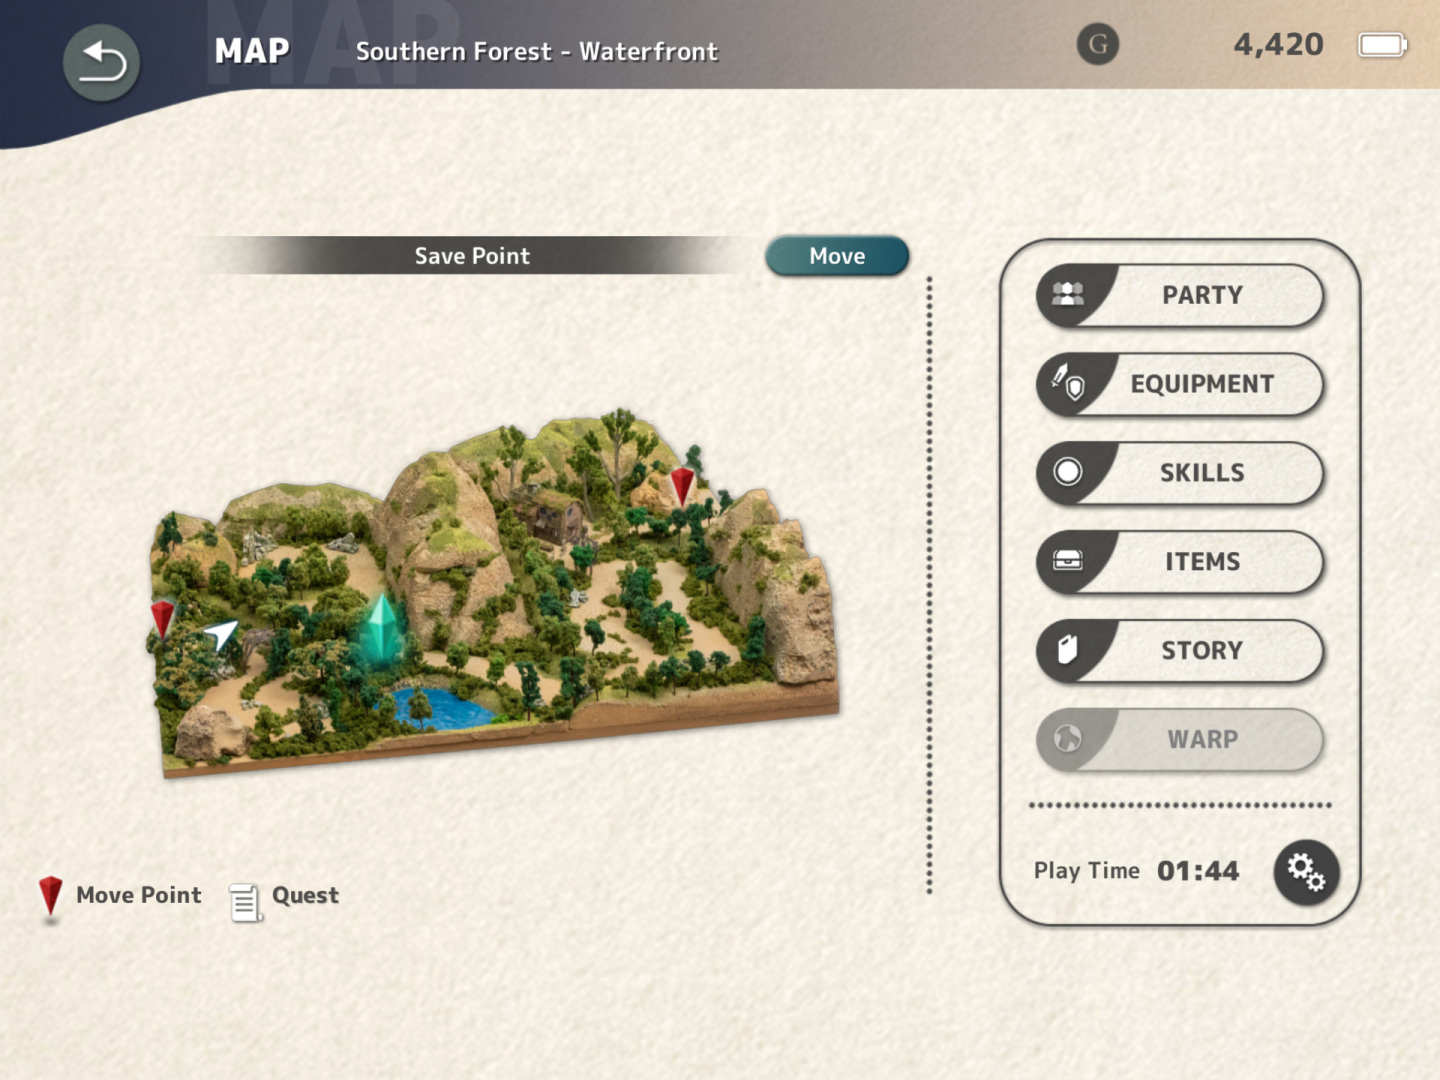 MAP
Southern Forest - Waterfront
G
4,420
Save Point
Move
PARTY
EQUIPMENT
SKILLS
ITEMS
STORY
WARP
Play Time 01:44
Move Point
Quest